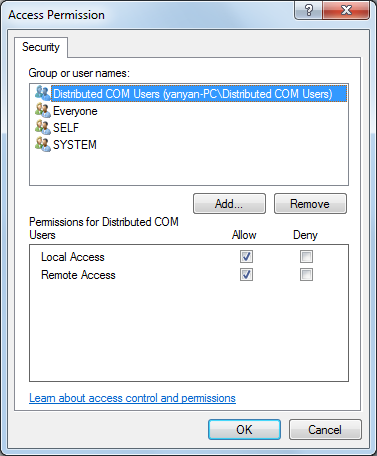 Access Permission
Security
Group or user names:
Distributed COM Users (yanyan-PC\Distributed COM Users)
Everyone
SELF
SYSTEM
Add... Remove
Permissions for Distributed COM
Users Allow Deny
Local Access
Remote Access
Learn about access control and permissions
OK Cancel